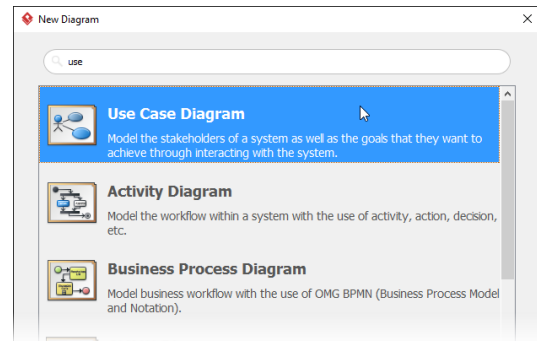 New Diagram
use
Use Case Diagram
Model the stakeholders of a system as well as the goals that they want to
achieve through interacting with the system.
Activity Diagram
Model the workflow within a system with the use of activity, action, decision,
etc.
Business Process Diagram
Model business workflow with the use of OMG BPMN (Business Process Model
and Notation).